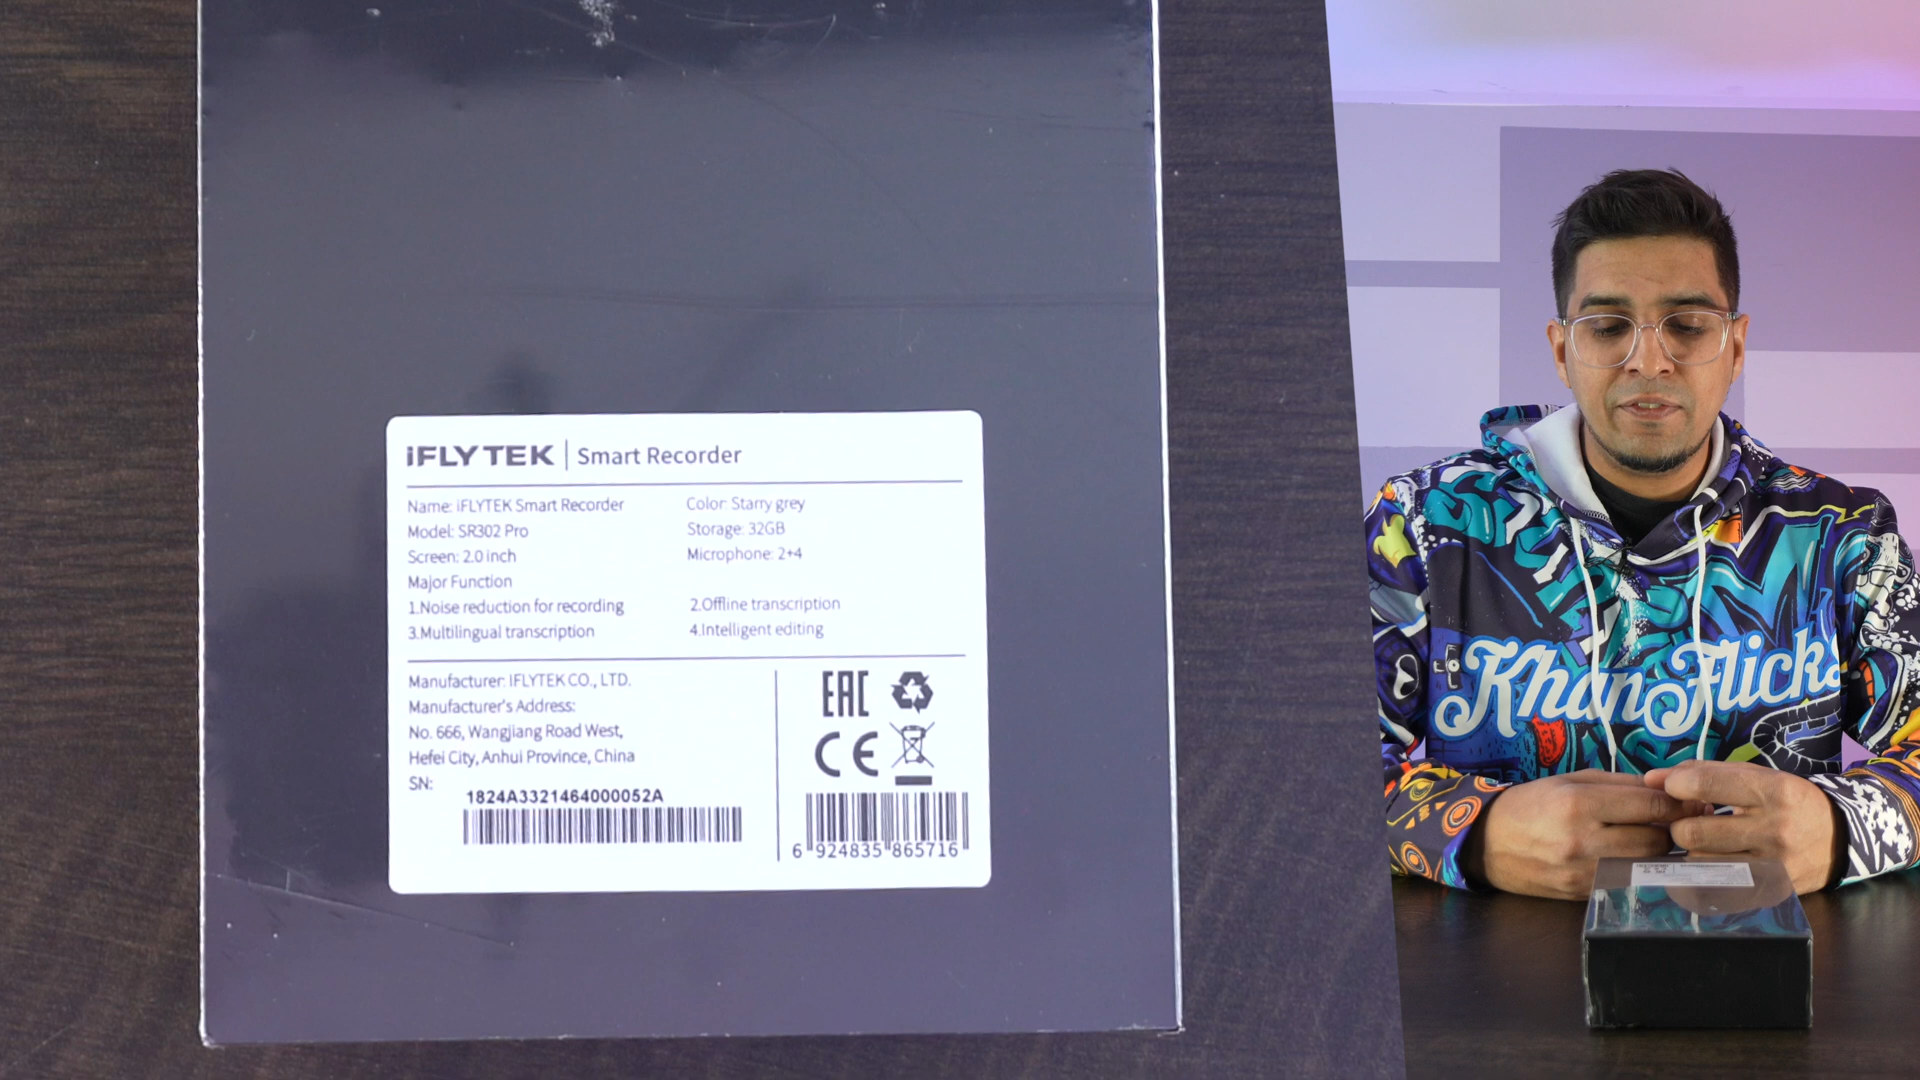 iFLYTEK | Smart Recorder
Name: iFLYTEK Smart Recorder
Color: Starry grey
Model: SR302 Pro
Storage: 32GB
Screen: 2.0 inch
Microphone: 2+4
Major Function
1.Noise reduction for recording
2.Offline transcription
3.Multilingual transcription
4.Intelligent editing
Manufacturer: IFLYTEK CO., LTD.
Manufacturer's Address:
No. 666, Wangjiang Road West,
Hefei City, Anhui Province, China
SN:
1824A3321464000052A
EAC
CE
6 924835 865716
KhanFlicks